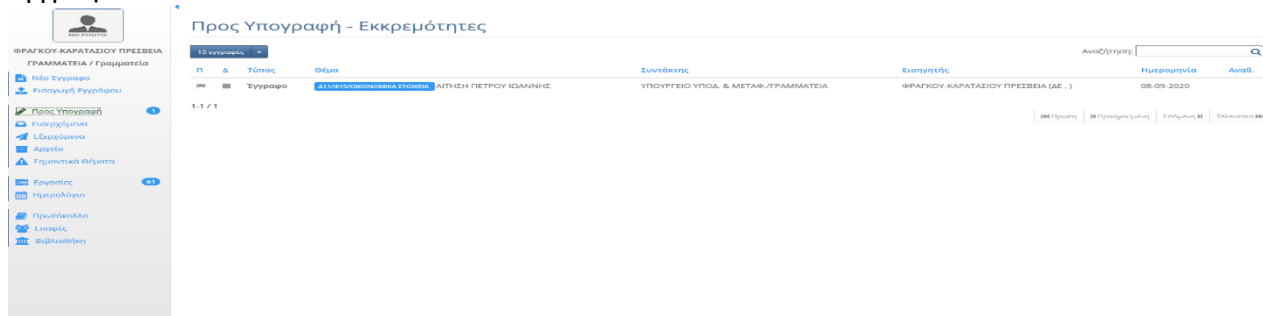 NO PHOTO
ΦΡΑΓΚΟΥ-ΚΑΡΑΤΑΣΙΟΥ ΠΡΕΣΒΕΙΑ
ΓΡΑΜΜΑΤΕΙΑ / Γραμματεία
Νέο Έγγραφο
Εισαγωγή Εγγράφου
Προς Υπογραφή 1
Εισερχόμενα
Εξερχόμενα
Αρχείο
Σημαντικά Θέματα
Εργασίες 61
Ημερολόγιο
Πρωτόκολλο
Επαφές
Βιβλιοθήκη
Προς Υπογραφή - Εκκρεμότητες
15 εγγραφές
Αναζήτηση:
Π Δ Τύπος Θέμα Συντάκτης Εισηγητής Ημερομηνία Αναθ.
Έγγραφο Δ11/Φ15/ΟΙΚΟΝΟΜΙΚΑ ΣΤΟΙΧΕΙΑ ΑΙΤΗΣΗ ΠΕΤΡΟΥ ΙΩΑΝΝΗΣ ΥΠΟΥΡΓΕΙΟ ΥΠΟΔ. & ΜΕΤΑΦ./ΓΡΑΜΜΑΤΕΙΑ ΦΡΑΓΚΟΥ-ΚΑΡΑΤΑΣΙΟΥ ΠΡΕΣΒΕΙΑ (ΔΕ . ) 08-09-2020
1-1 / 1
Πρώτη Προηγούμενη Επόμενη Τελευταία